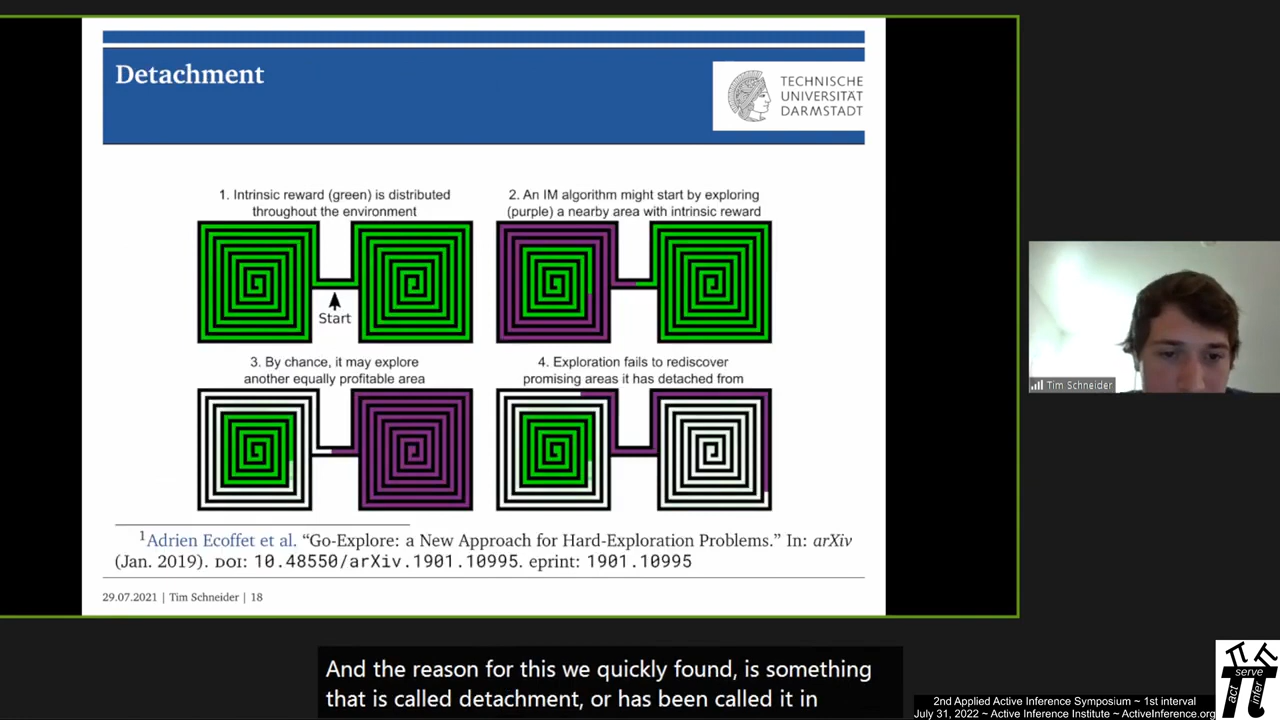 Detachment
TECHNISCHE
UNIVERSITÄT
DARMSTADT
1. Intrinsic reward (green) is distributed
throughout the environment
2. An IM algorithm might start by exploring
(purple) a nearby area with intrinsic reward
Start
3. By chance, it may explore
another equally profitable area
4. Exploration fails to rediscover
promising areas it has detached from
1Adrien Ecoffet et al. “Go-Explore: a New Approach for Hard-Exploration Problems.” In: arXiv
(Jan. 2019). DOI: 10.48550/arXiv.1901.10995. eprint: 1901.10995
29.07.2021 | Tim Schneider | 18
Tim Schneider
And the reason for this we quickly found, is something
that is called detachment, or has been called it in
serve
act
infer
2nd Applied Active Inference Symposium ~ 1st interval
July 31, 2022 ~ Active Inference Institute ~ ActiveInference.org